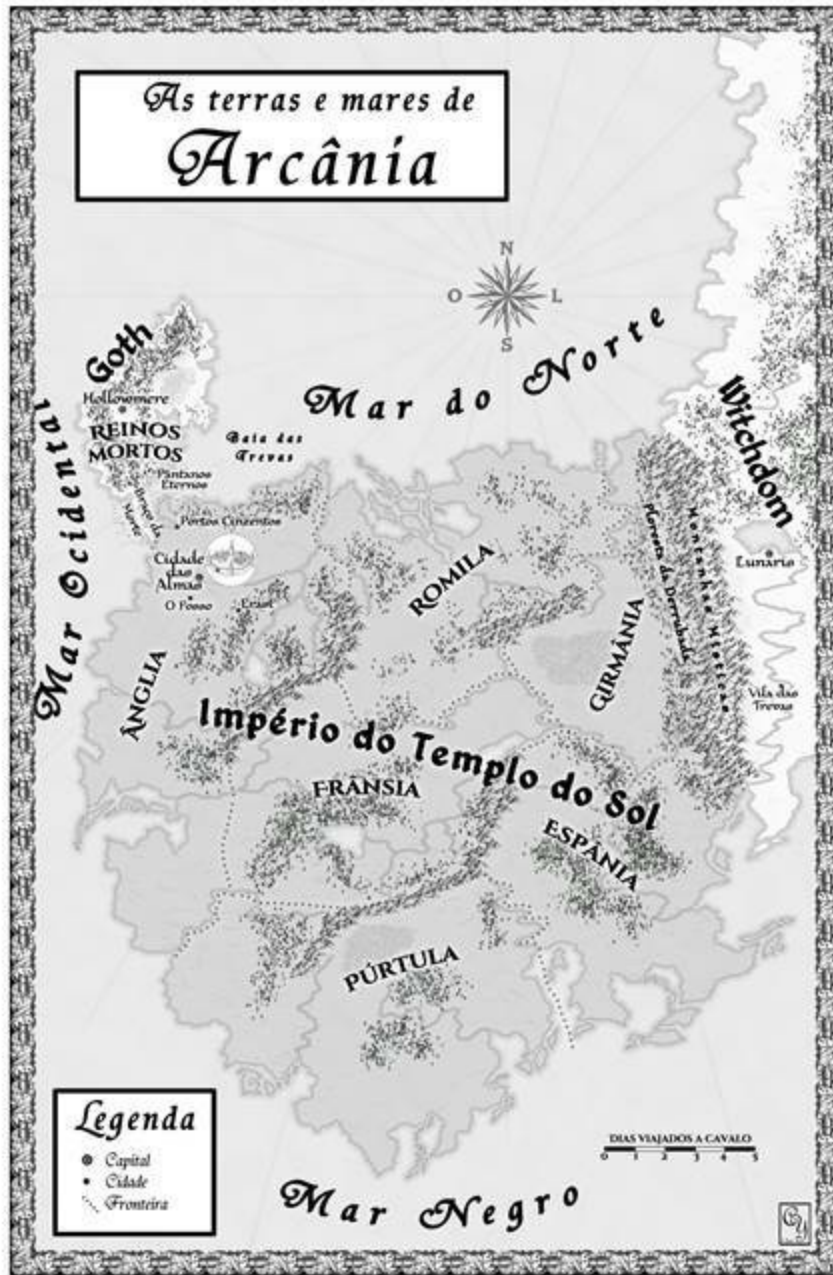 As terras e mares de
Arcânia
N
O
L
S
Mar do Norte
Goth
Hollowmere
REINOS
MORTOS
Baía das
Trevas
Pântanos
Eternos
Braço da
Morte
Portos Cinzentos
Cidade
das
Almas
O Fosso
Mar Ocidental
Witchdom
Lunaris
Vila das
Trevas
Montanhas Místicas
Floresta da Derrubada
ROMILA
GIRMÂNIA
ÂNGLIA
Império do Templo do Sol
FRÂNSIA
ESPÂNIA
PÚRTULA
Legenda
Capital
Cidade
Fronteira
DIAS VIAJADOS A CAVALO
0 1 2 3 4 5
Mar Negro